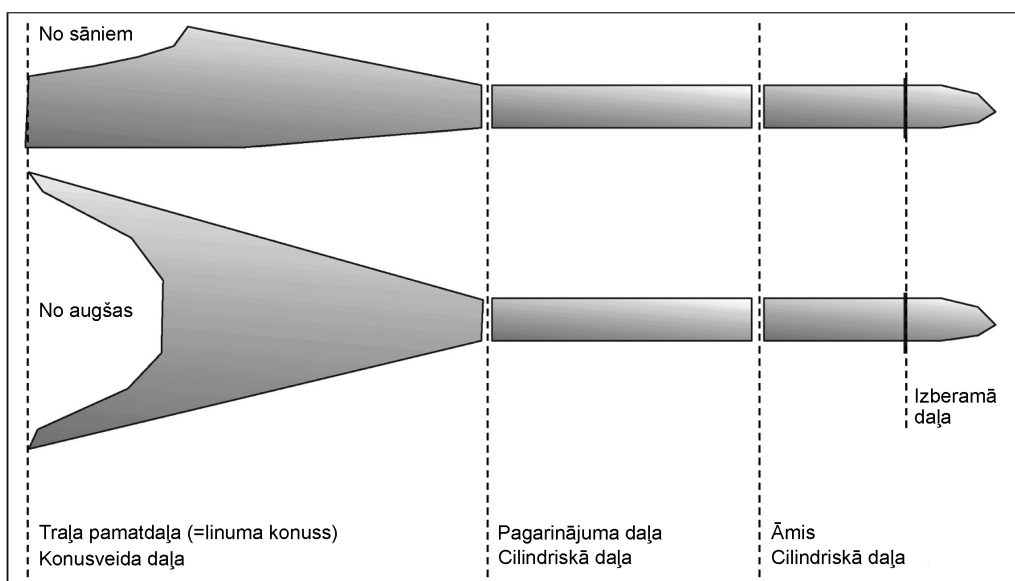 No sāniem
No augšas
Izberamā
daļa
Traļa pamatdaļa (=linuma konuss)
Konusveida daļa
Pagarinājuma daļa
Cilindriskā daļa
Āmis
Cilindriskā daļa